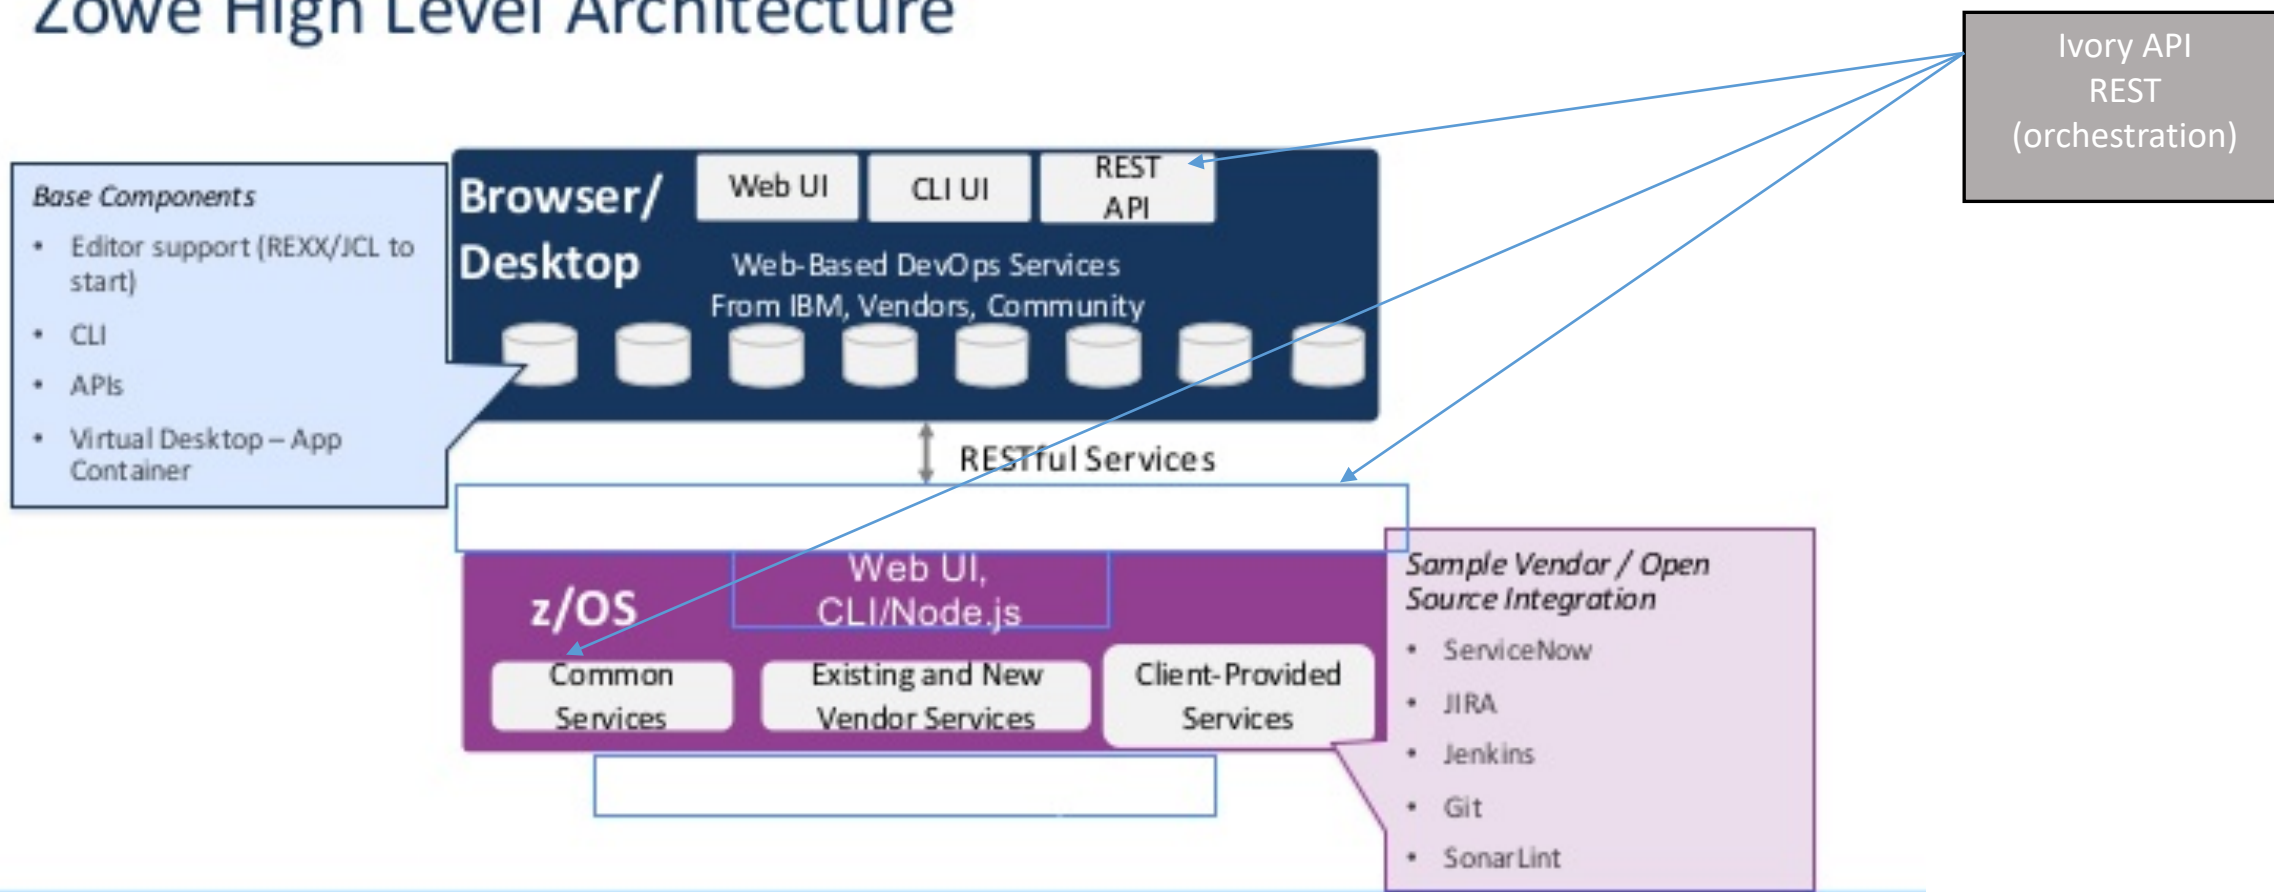 Zowe High Level Architecture
Ivory API
REST
(orchestration)
Base Components
• Editor support (REXX/JCL to
start)
• CLI
• APIs
• Virtual Desktop – App
Container
Browser/
Desktop
Web UI
CLI UI
REST
API
Web-Based DevOps Services
From IBM, Vendors, Community
RESTful Services
z/OS
Web UI,
CLI/Node.js
Common
Services
Existing and New
Vendor Services
Client-Provided
Services
Sample Vendor / Open
Source Integration
• ServiceNow
• JIRA
• Jenkins
• Git
• SonarLint